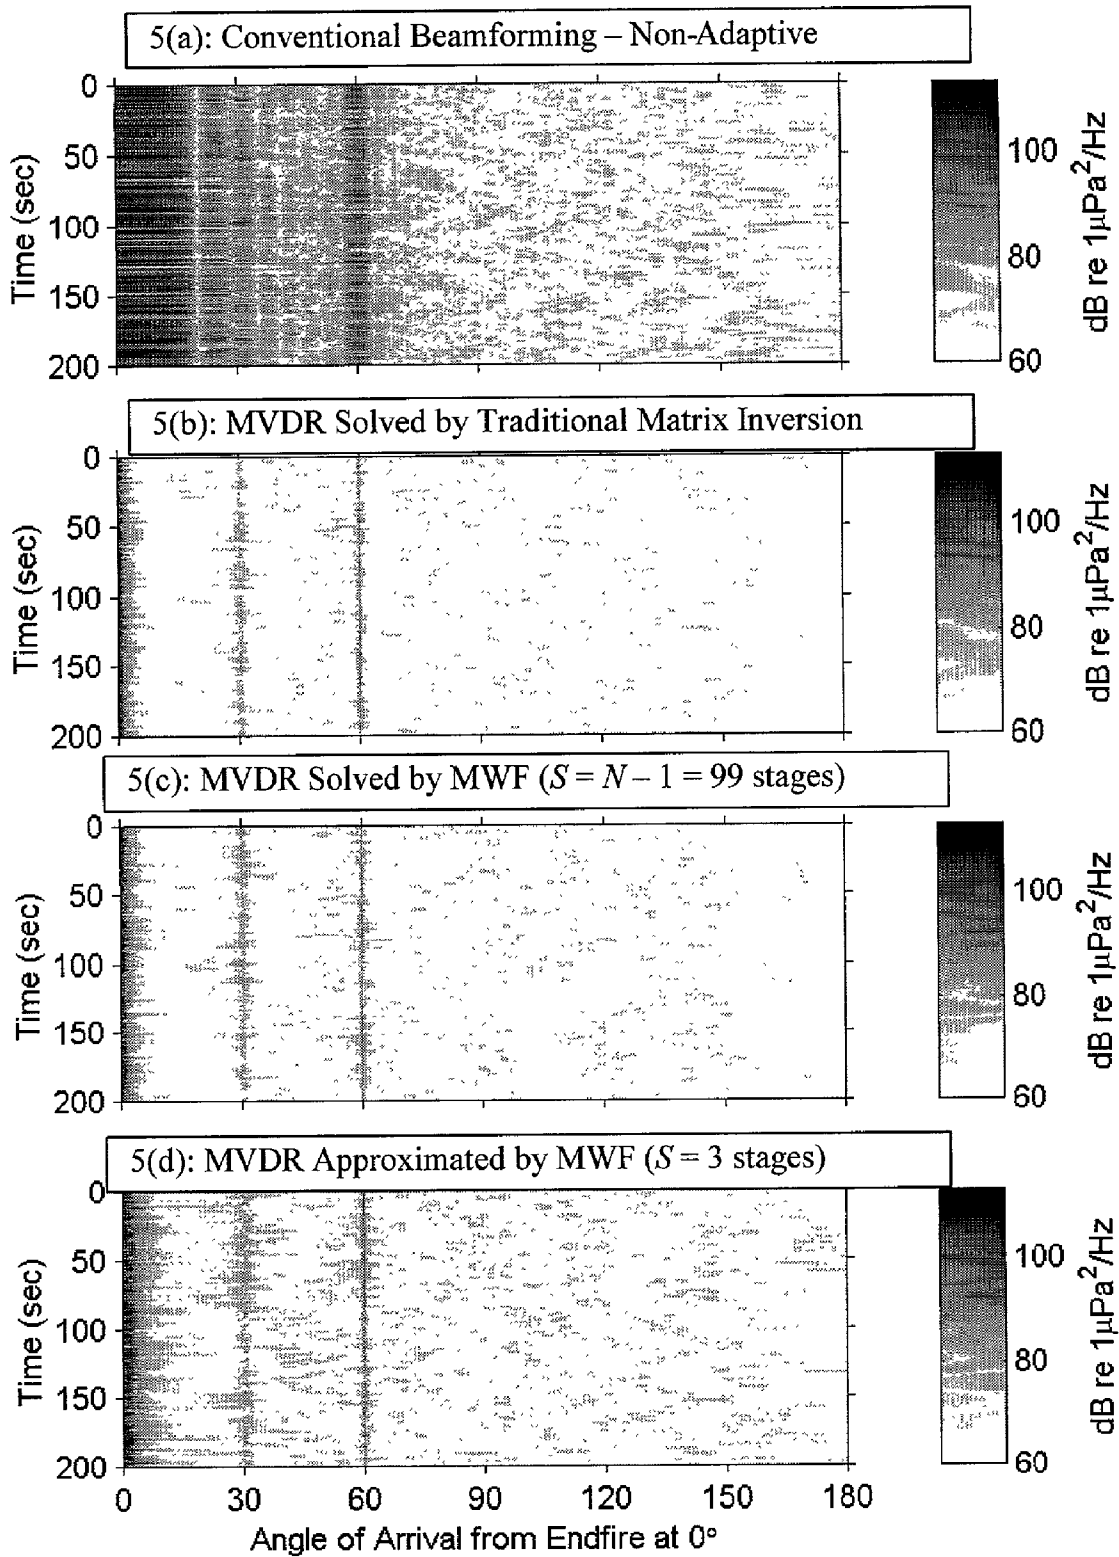 5(a): Conventional Beamforming – Non-Adaptive
0
50
100
150
200
Time (sec)
100
80
60
dB re 1μPa²/Hz
5(b): MVDR Solved by Traditional Matrix Inversion
0
50
100
150
200
Time (sec)
100
80
60
dB re 1μPa²/Hz
5(c): MVDR Solved by MWF (S = N – 1 = 99 stages)
0
50
100
150
200
Time (sec)
100
80
60
dB re 1μPa²/Hz
5(d): MVDR Approximated by MWF (S = 3 stages)
0
50
100
150
200
Time (sec)
100
80
60
dB re 1μPa²/Hz
0 30 60 90 120 150 180
Angle of Arrival from Endfire at 0°